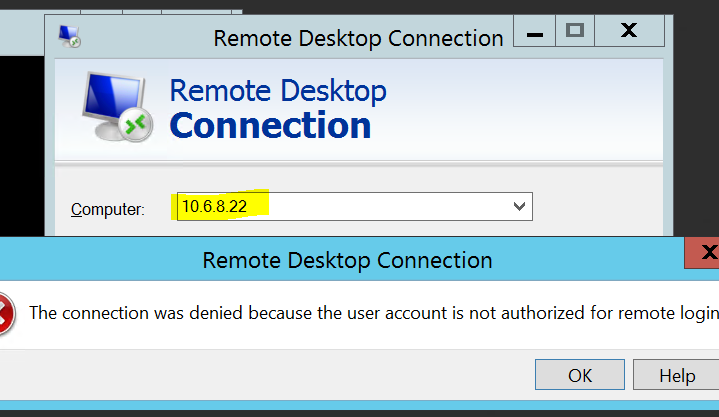 Remote Desktop Connection
Remote Desktop
Connection
Computer:
10.6.8.22
Remote Desktop Connection
The connection was denied because the user account is not authorized for remote login
OK
Help